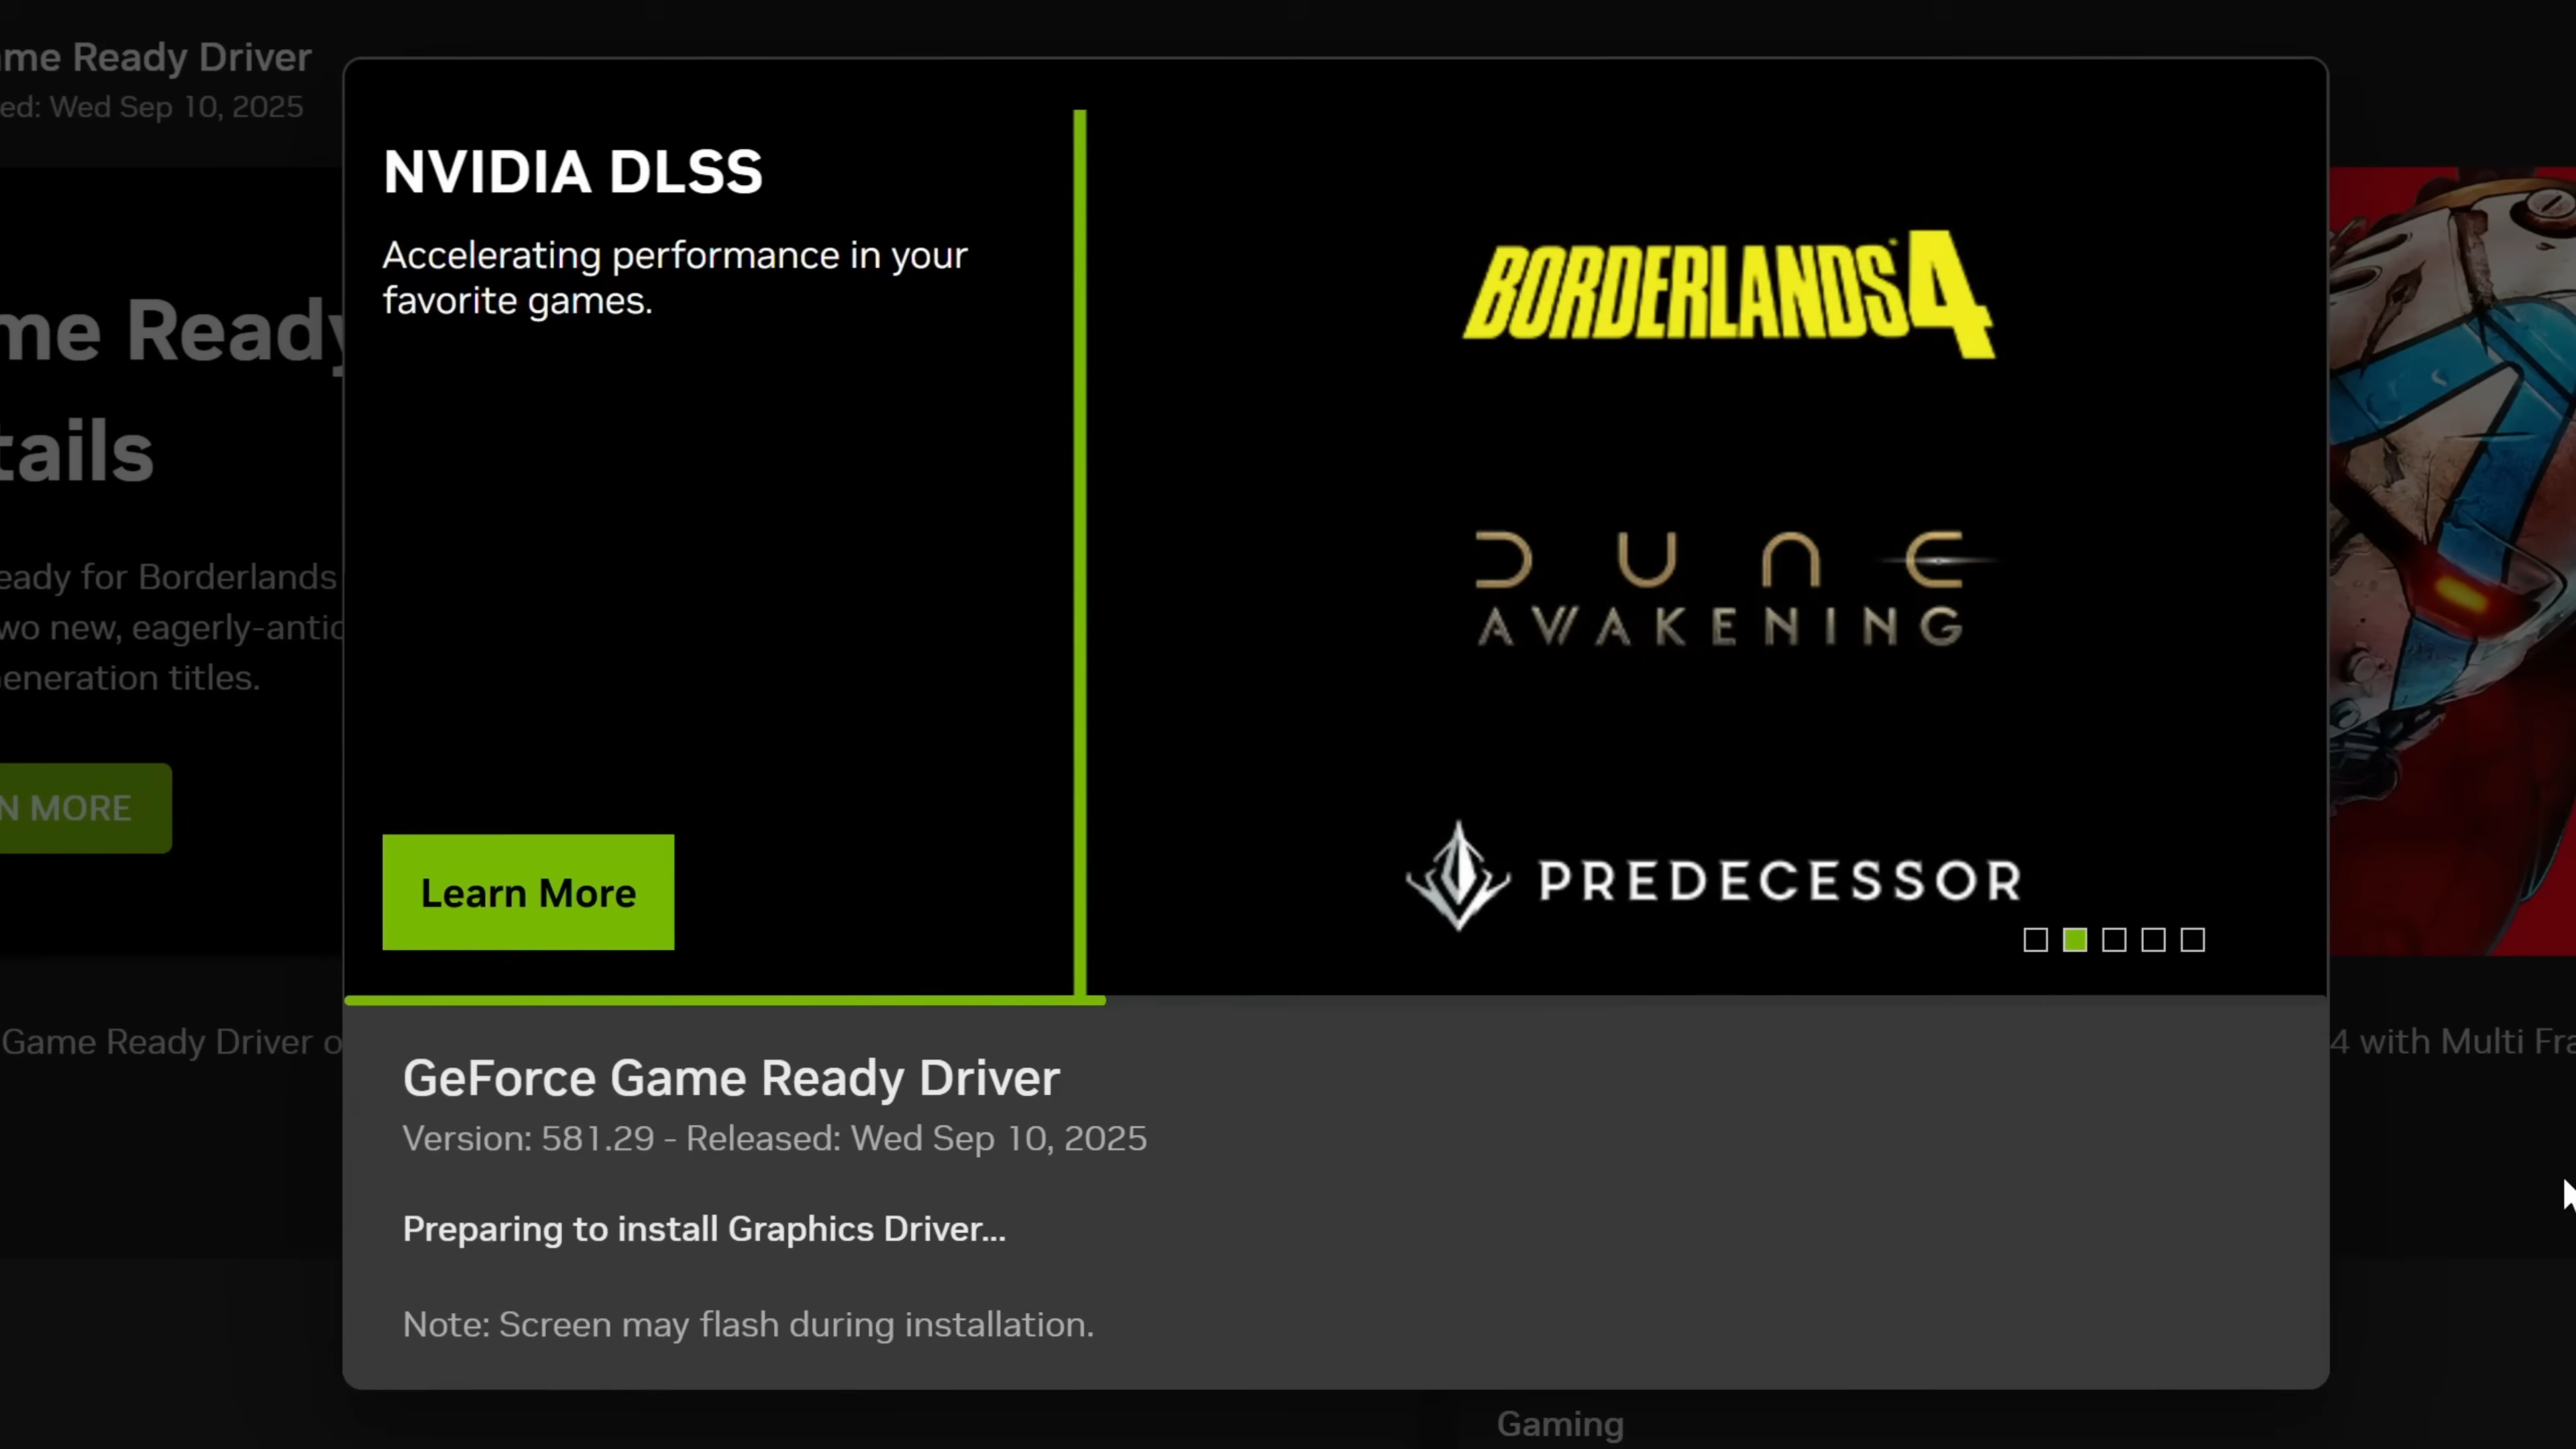 me Ready Driver
ed: Wed Sep 10, 2025
me Ready
tails
eady for Borderlands
wo new, eagerly-antic
eneration titles.
N MORE
Game Ready Driver o
NVIDIA DLSS
Accelerating performance in your
favorite games.
Learn More
BORDERLANDS 4
DUNE
AWAKENING
PREDECESSOR
GeForce Game Ready Driver
Version: 581.29 - Released: Wed Sep 10, 2025
Preparing to install Graphics Driver...
Note: Screen may flash during installation.
4 with Multi Fra
Gaming